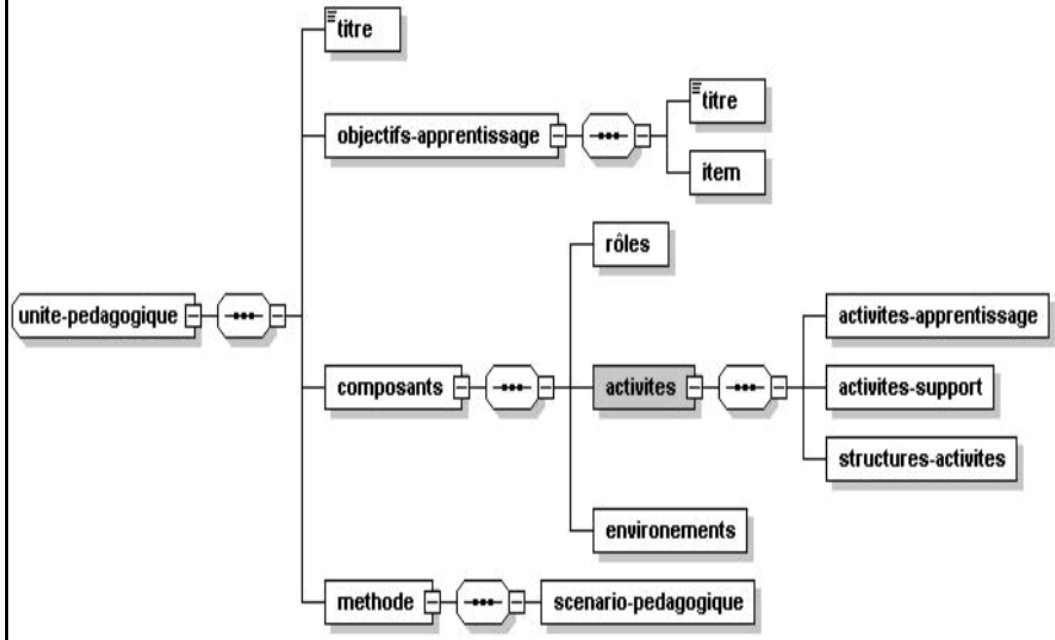 titre
objectifs-apprentissage
titre
item
unite-pedagogique
composants
rôles
activites
activites-apprentissage
activites-support
structures-activites
environements
methode
scenario-pedagogique